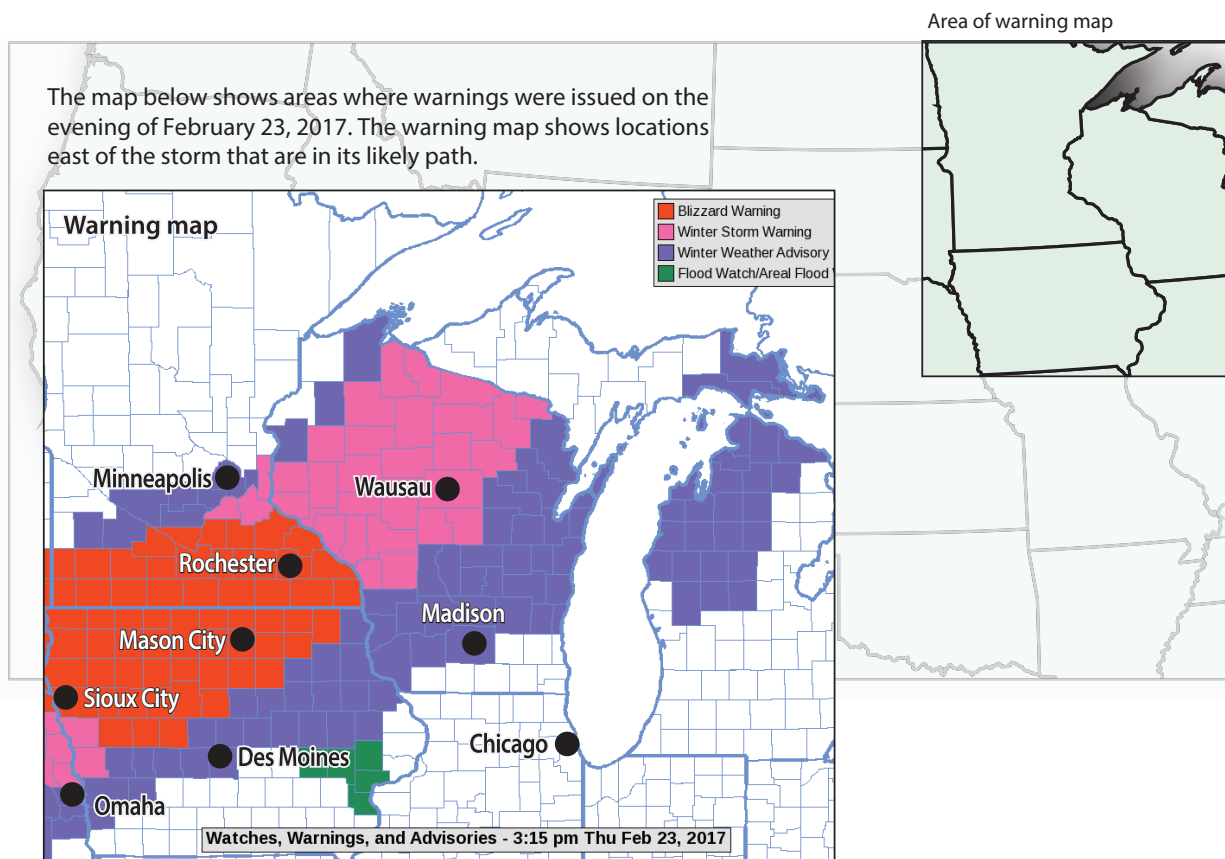 Area of warning map
The map below shows areas where warnings were issued on the
evening of February 23, 2017. The warning map shows locations
east of the storm that are in its likely path.
Warning map
Blizzard Warning
Winter Storm Warning
Winter Weather Advisory
Flood Watch/Areal Flood
Minneapolis
Wausau
Rochester
Madison
Mason City
Sioux City
Chicago
Des Moines
Omaha
Watches, Warnings, and Advisories - 3:15 pm Thu Feb 23, 2017